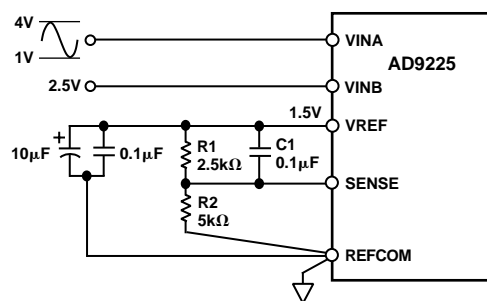 4V
1V
VINA
AD9225
2.5V
VINB
1.5V
VREF
+
10μF
0.1μF
R1
2.5kΩ
C1
0.1μF
SENSE
R2
5kΩ
REFCOM